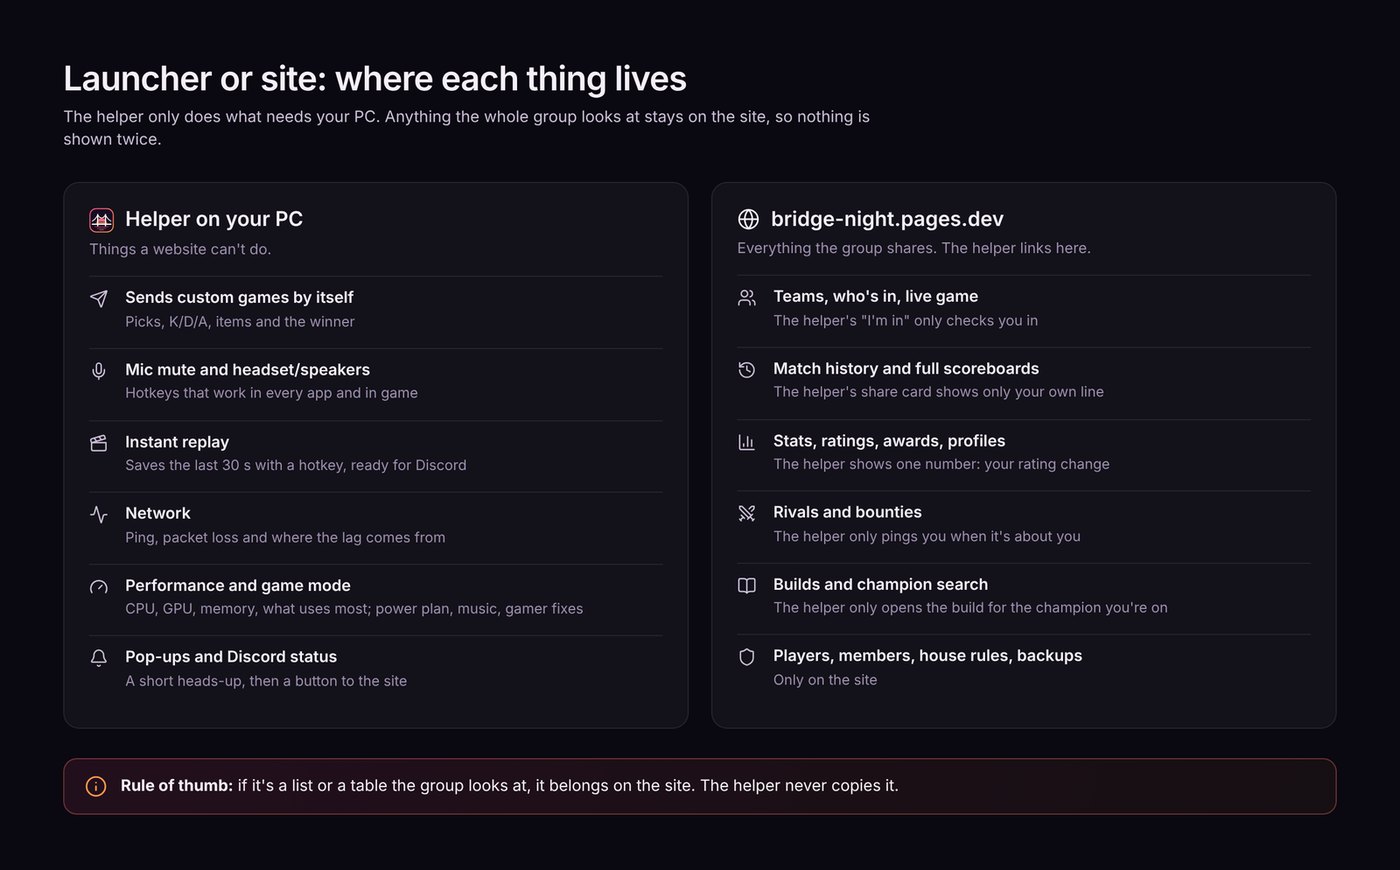 Launcher or site: where each thing lives
The helper only does what needs your PC. Anything the whole group looks at stays on the site, so nothing is
shown twice.
Helper on your PC
Things a website can't do.
Sends custom games by itself
Picks, K/D/A, items and the winner
Mic mute and headset/speakers
Hotkeys that work in every app and in game
Instant replay
Saves the last 30 s with a hotkey, ready for Discord
Network
Ping, packet loss and where the lag comes from
Performance and game mode
CPU, GPU, memory, what uses most; power plan, music, gamer fixes
Pop-ups and Discord status
A short heads-up, then a button to the site
bridge-night.pages.dev
Everything the group shares. The helper links here.
Teams, who's in, live game
The helper's "I'm in" only checks you in
Match history and full scoreboards
The helper's share card shows only your own line
Stats, ratings, awards, profiles
The helper shows one number: your rating change
Rivals and bounties
The helper only pings you when it's about you
Builds and champion search
The helper only opens the build for the champion you're on
Players, members, house rules, backups
Only on the site
Rule of thumb: if it's a list or a table the group looks at, it belongs on the site. The helper never copies it.